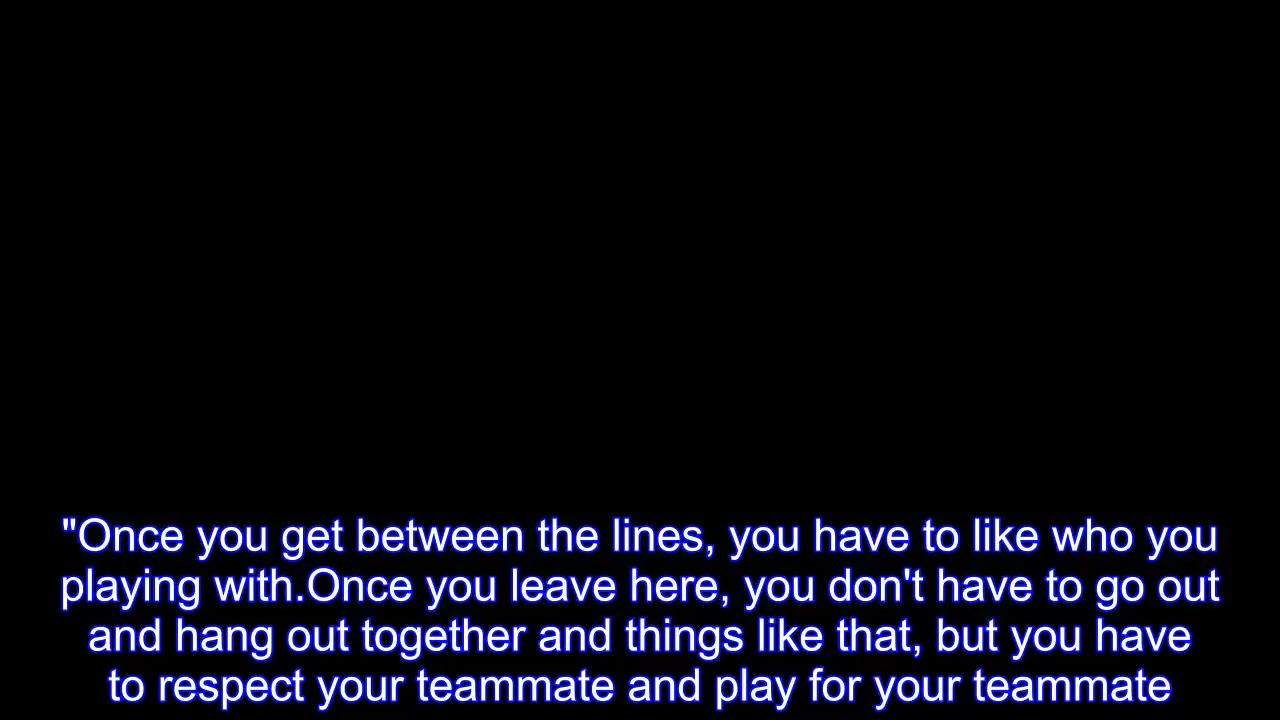 "Once you get between the lines, you have to like who you
playing with.Once you leave here, you don't have to go out
and hang out together and things like that, but you have
to respect your teammate and play for your teammate